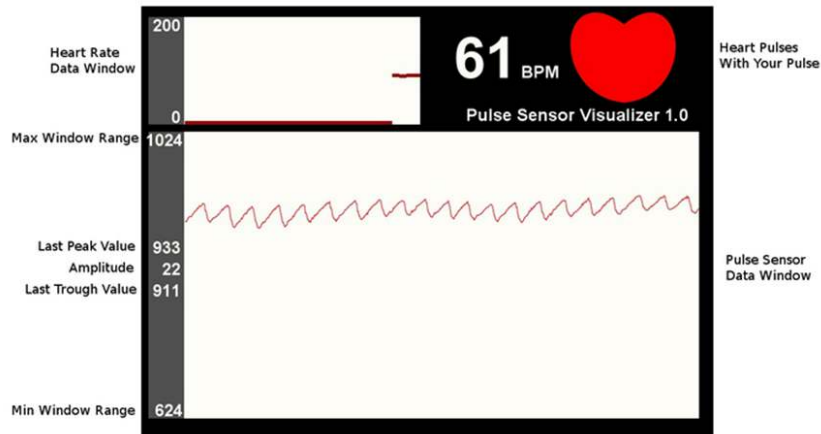 200
Heart Rate
Data Window
0
61 BPM
Pulse Sensor Visualizer 1.0
Heart Pulses
With Your Pulse
Max Window Range
1024
Last Peak Value
933
Amplitude
22
Last Trough Value
911
Pulse Sensor
Data Window
Min Window Range
624